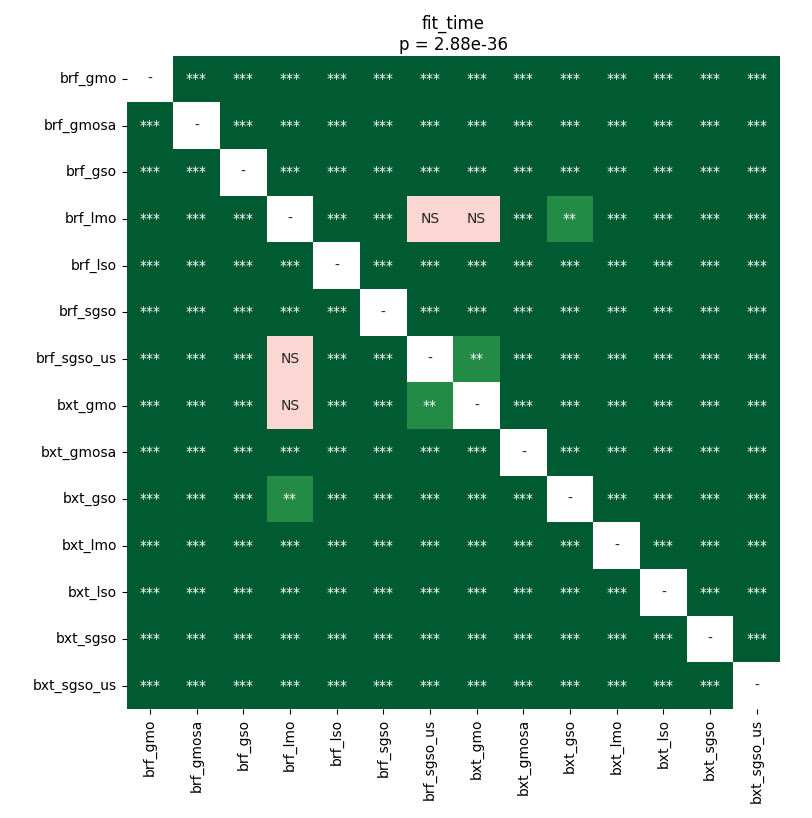 fit_time
p = 2.88e-36
brf_gmo - *** *** *** *** *** *** *** *** *** *** *** *** ***
brf_gmosa *** - *** *** *** *** *** *** *** *** *** *** *** ***
brf_gso *** *** - *** *** *** *** *** *** *** *** *** *** ***
brf_lmo *** *** *** - *** *** NS NS *** ** *** *** *** ***
brf_lso *** *** *** *** - *** *** *** *** *** *** *** *** ***
brf_sgso *** *** *** *** *** - *** *** *** *** *** *** *** ***
brf_sgso_us *** *** *** NS *** *** - ** *** *** *** *** *** ***
bxt_gmo *** *** *** NS *** *** ** - *** *** *** *** *** ***
bxt_gmosa *** *** *** *** *** *** *** *** - *** *** *** *** ***
bxt_gso *** *** *** ** *** *** *** *** *** - *** *** *** ***
bxt_lmo *** *** *** *** *** *** *** *** *** *** - *** *** ***
bxt_lso *** *** *** *** *** *** *** *** *** *** *** - *** ***
bxt_sgso *** *** *** *** *** *** *** *** *** *** *** *** - ***
bxt_sgso_us *** *** *** *** *** *** *** *** *** *** *** *** *** -
brf_gmo brf_gmosa brf_gso brf_lmo brf_lso brf_sgso brf_sgso_us bxt_gmo bxt_gmosa bxt_gso bxt_lmo bxt_lso bxt_sgso bxt_sgso_us